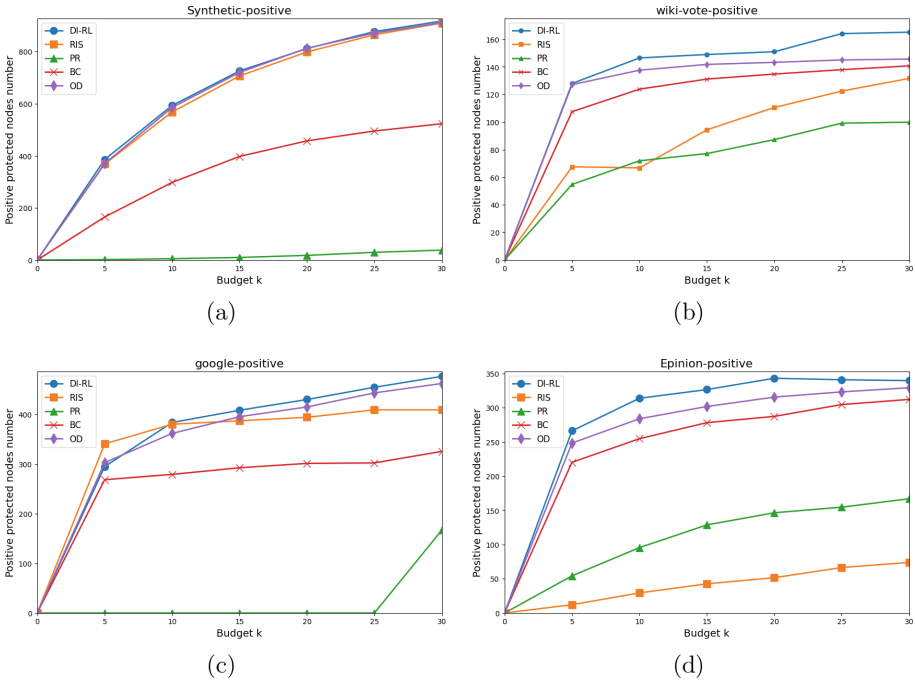 Synthetic-positive
DI-RL
RIS
PR
BC
OD
Positive protected nodes number
800
600
400
200
0
0 5 10 15 20 25 30
Budget k
(a)
wiki-vote-positive
DI-RL
RIS
PR
BC
OD
Positive protected nodes number
160
140
120
100
80
60
40
20
0
0 5 10 15 20 25 30
Budget k
(b)
google-positive
DI-RL
RIS
PR
BC
OD
Positive protected nodes number
400
300
200
100
0
0 5 10 15 20 25 30
Budget k
(c)
Epinion-positive
DI-RL
RIS
PR
BC
OD
Positive protected nodes number
350
300
250
200
150
100
50
0
0 5 10 15 20 25 30
Budget k
(d)